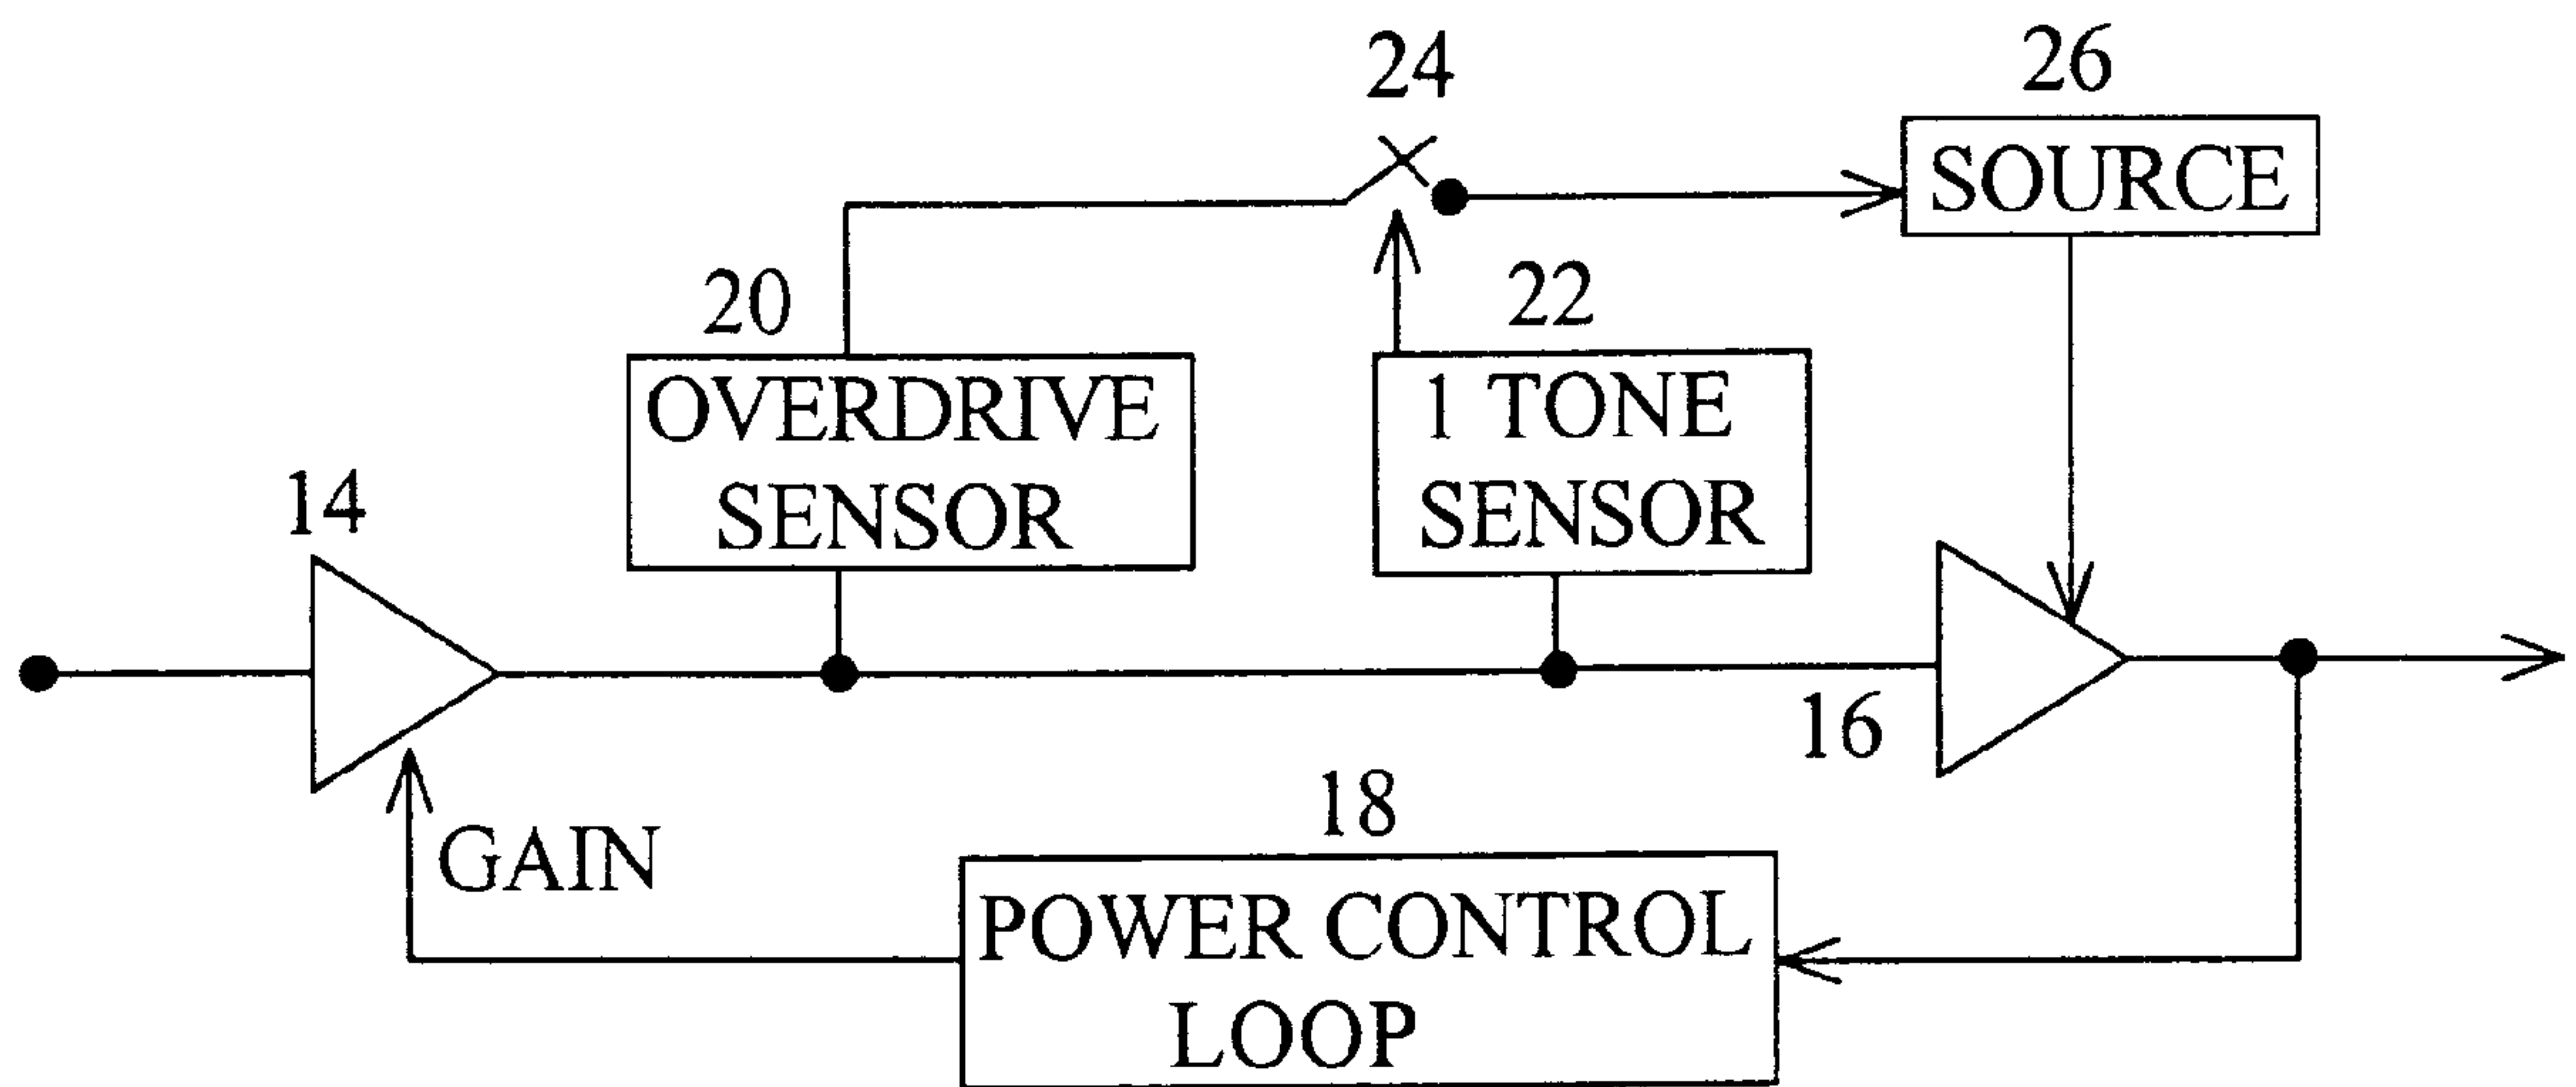 24
26
SOURCE
20
22
OVERDRIVE
SENSOR
1 TONE
SENSOR
14
16
18
GAIN
POWER CONTROL
LOOP